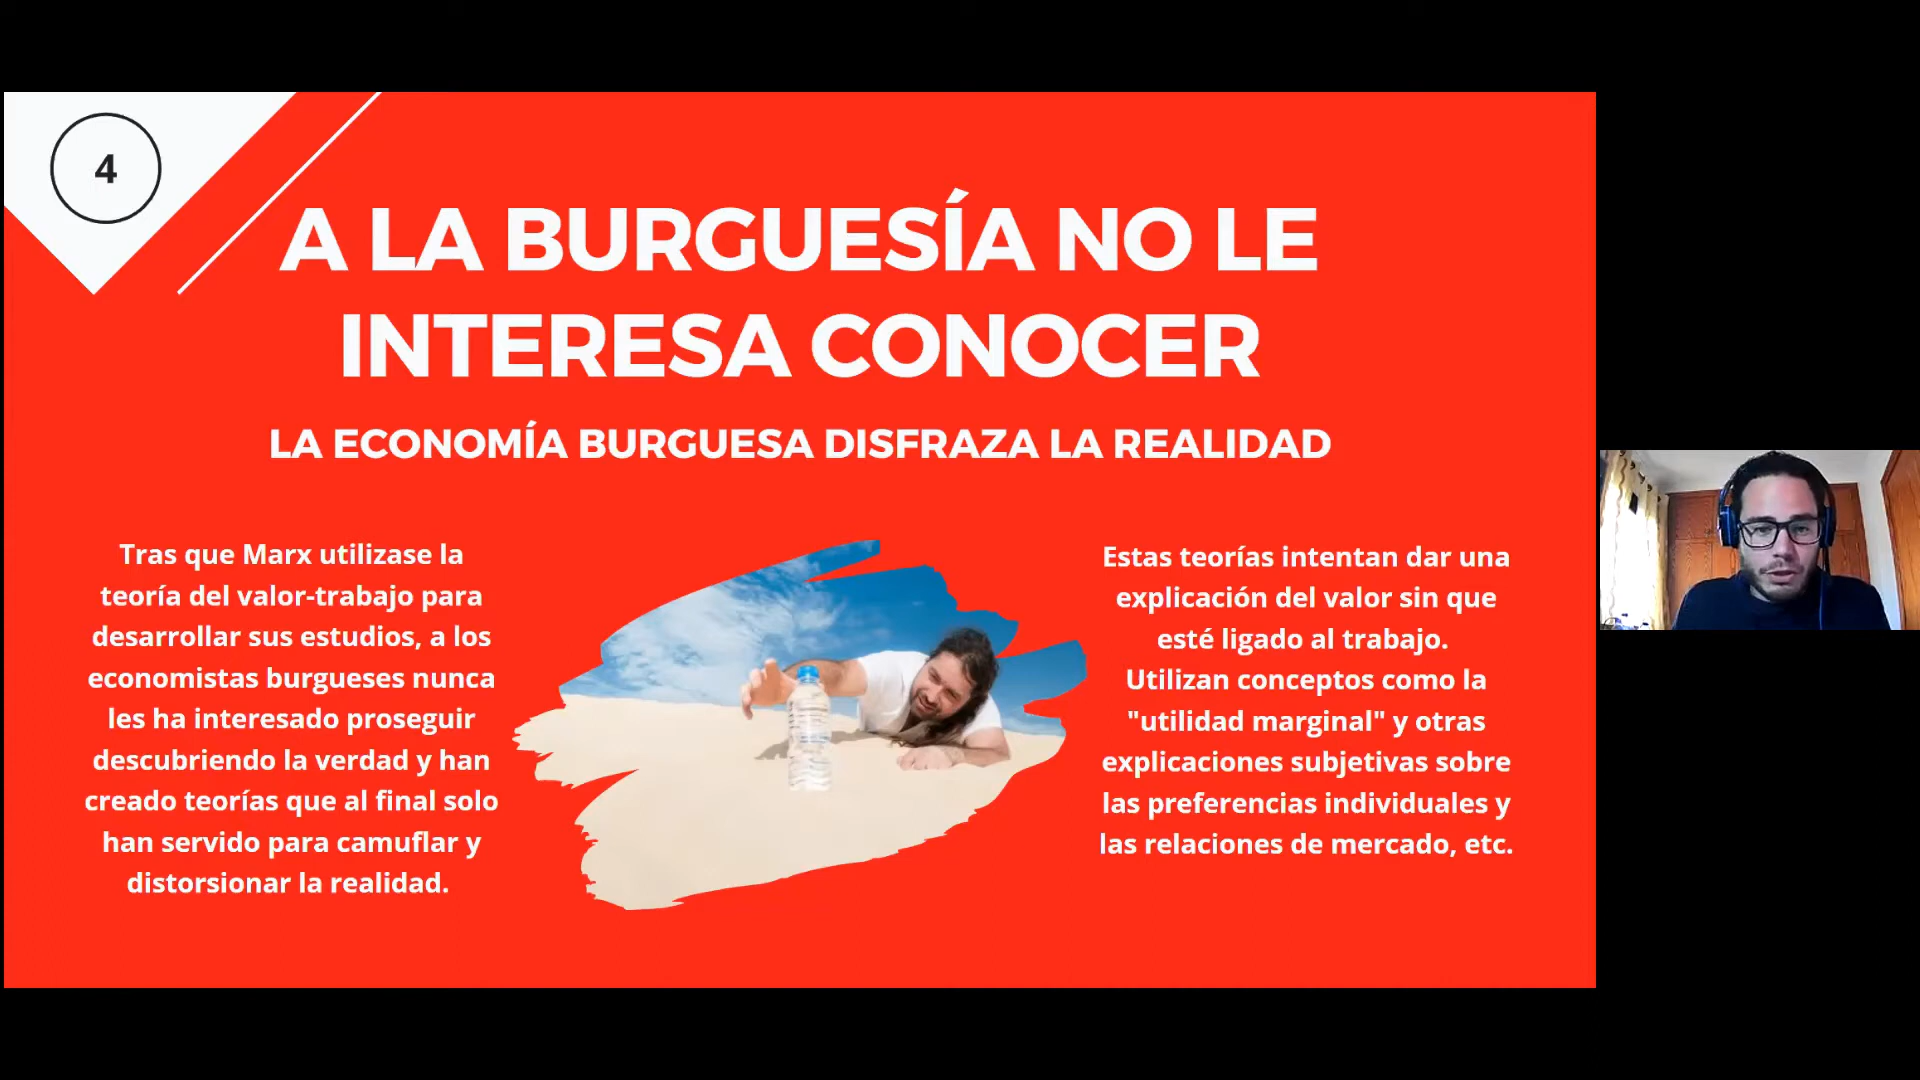 4
A LA BURGUESÍA NO LE
INTERESA CONOCER
LA ECONOMÍA BURGUESA DISFRAZA LA REALIDAD
Tras que Marx utilizase la
teoría del valor-trabajo para
desarrollar sus estudios, a los
economistas burgueses nunca
les ha interesado proseguir
descubriendo la verdad y han
creado teorías que al final solo
han servido para camuflar y
distorsionar la realidad.
Estas teorías intentan dar una
explicación del valor sin que
esté ligado al trabajo.
Utilizan conceptos como la
"utilidad marginal" y otras
explicaciones subjetivas sobre
las preferencias individuales y
las relaciones de mercado, etc.